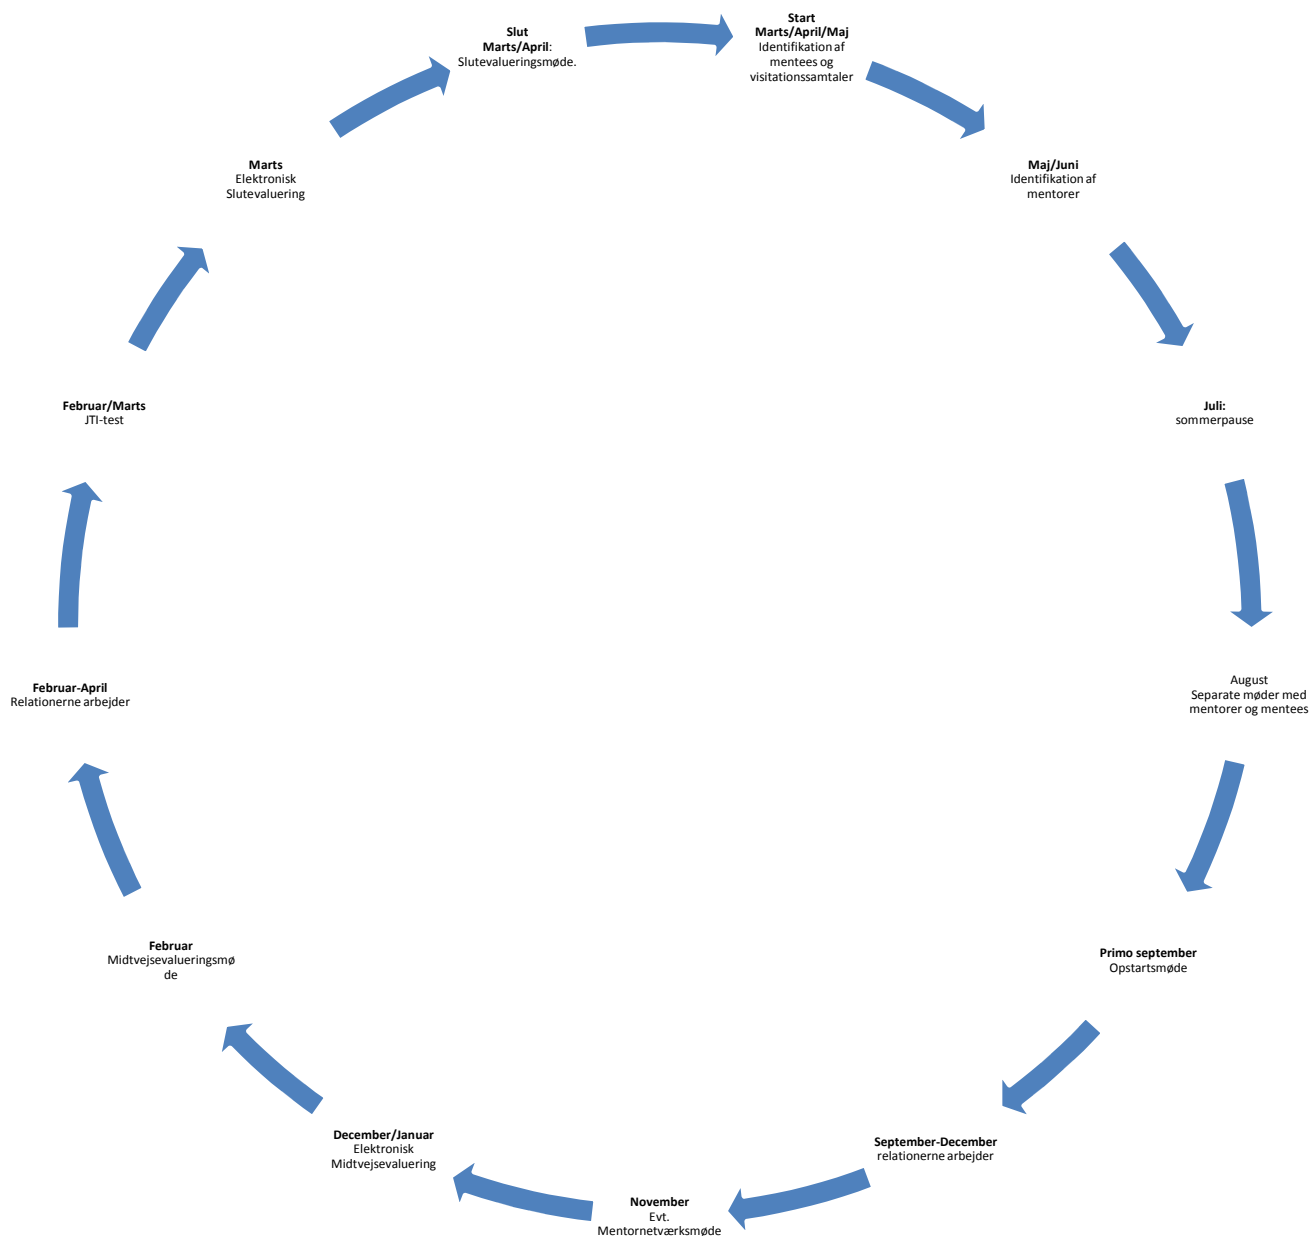 Start
Marts/April/Maj
Identifikation af
mentees og
visitationssamtaler
Maj/Juni
Identifikation af
mentorer
Juli:
sommerpause
August
Separate møder med
mentorer og mentees
Primo september
Opstartsmøde
September-December
relationerne arbejder
November
Evt.
Mentornetværksmøde
December/Januar
Elektronisk
Midtvejsevaluering
Februar
Midtvejsevalueringsmø
de
Februar-April
Relationerne arbejder
Februar/Marts
JTI-test
Marts
Elektronisk
Slutevaluering
Slut
Marts/April:
Slutevalueringsmøde.